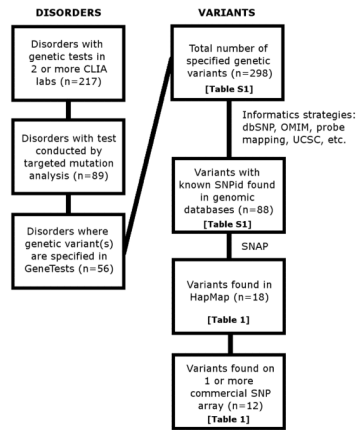 DISORDERS
Disorders with
genetic tests in
2 or more CLIA
labs (n=217)
Disorders with test
conducted by
targeted mutation
analysis (n=89)
Disorders where
genetic variant(s)
are specified in
GeneTests (n=56)
VARIANTS
Total number of
specified genetic
variants (n=298)
[Table S1]
Informatics strategies:
dbSNP, OMIM, probe
mapping, UCSC, etc.
Variants with
known SNPid found
in genomic
databases (n=88)
[Table S1]
SNAP
Variants found in
HapMap (n=18)
[Table 1]
Variants found on
1 or more
commercial SNP
array (n=12)
[Table 1]